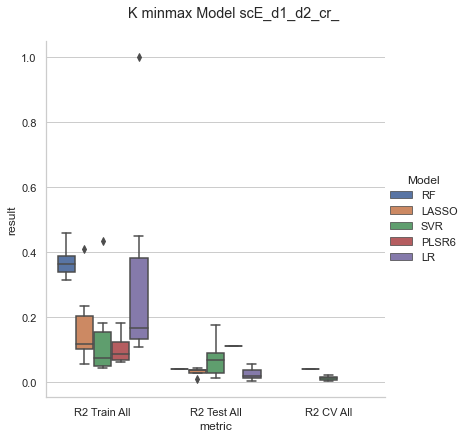 K minmax Model scE_d1_d2_cr_
1.0
0.8
0.6
0.4
0.2
0.0
result
R2 Train All
R2 Test All
R2 CV All
metric
Model
RF
LASSO
SVR
PLSR6
LR